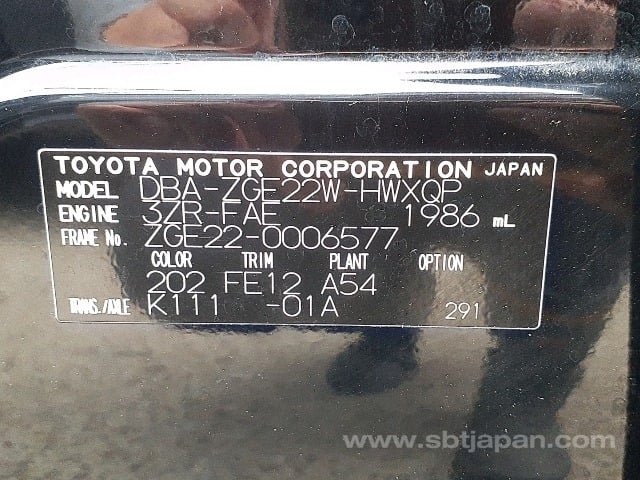 TOYOTA MOTOR CORPORATION JAPAN
MODEL DBA-ZGE22W-HWXQP
ENGINE 3ZR-FAE 1986 mL
FRAME No. ZGE22-0006577
COLOR TRIM PLANT OPTION
202 FE12 A54
TRANS./AXLE K111 -01A 291
www.sbtjapan.com